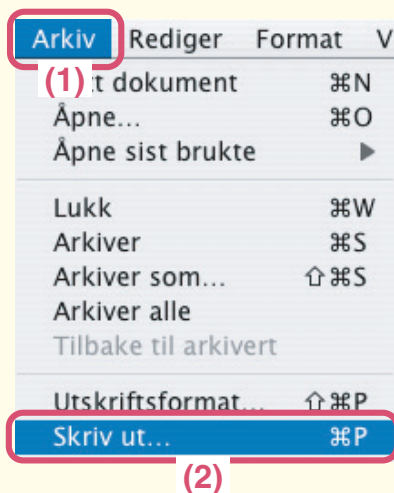 Arkiv Rediger Format V
(1) t dokument ⌘N
Åpne... ⌘O
Åpne sist brukte ▶
Lukk ⌘W
Arkiver ⌘S
Arkiver som... ⇧⌘S
Arkiver alle
Tilbake til arkivert
Utskriftsformat... ⇧⌘P
Skriv ut... ⌘P
(2)